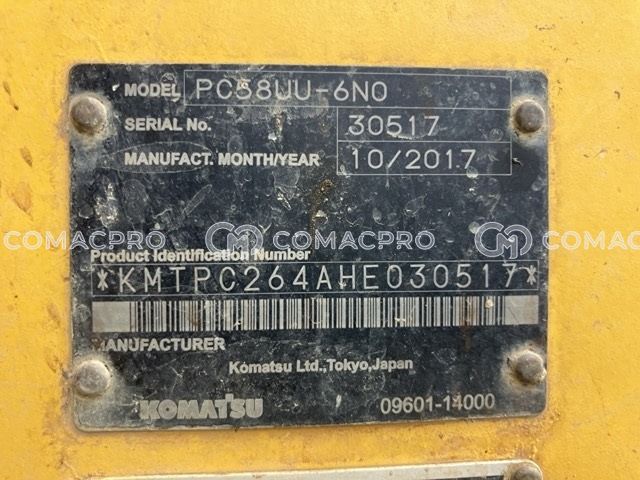 MODEL PC58UU-6N0
SERIAL No. 30517
MANUFACT. MONTH/YEAR 10/2017
COMACPRO COMACPRO
Product Identification Number
*KMTPC264AHE030517*
MANUFACTURER
Komatsu Ltd.,Tokyo,Japan
KOMATSU 09601-14000